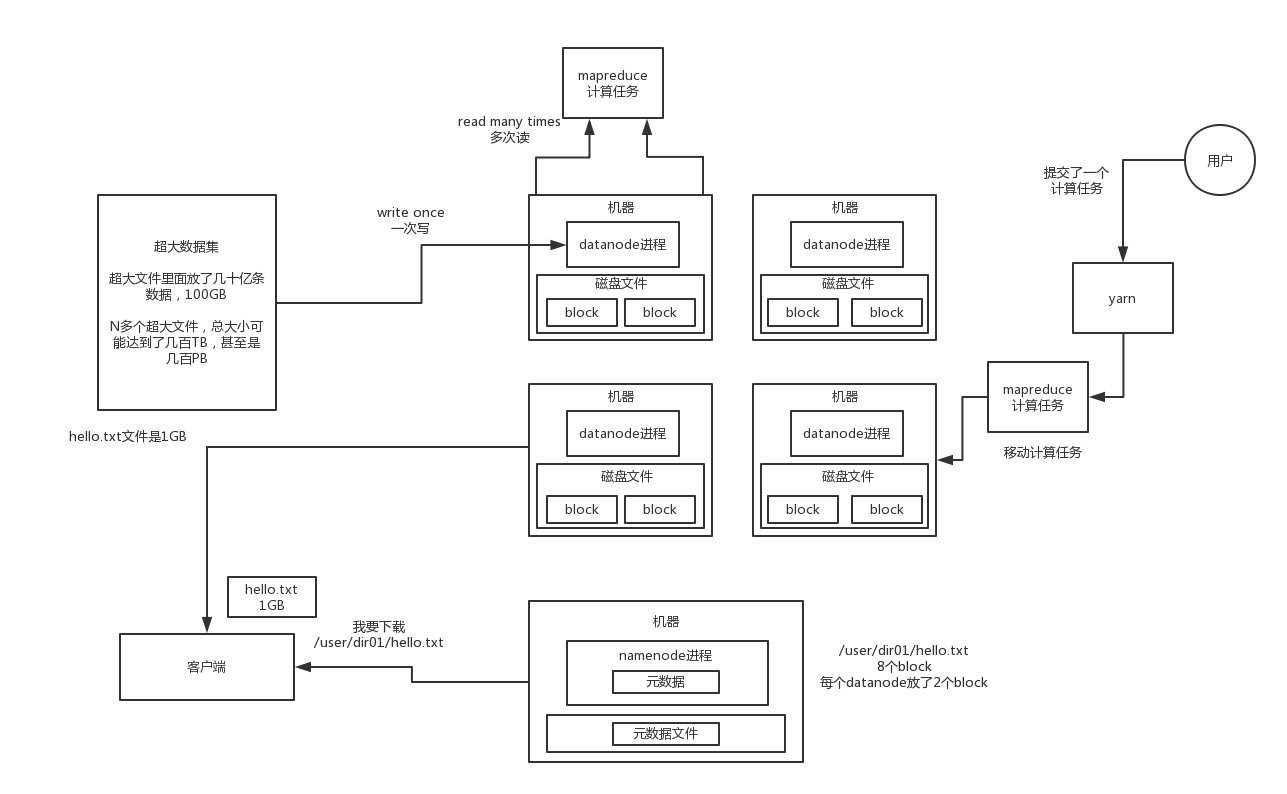 mapreduce
计算任务
read many times
多次读
用户
提交了一个
计算任务
write once
一次写
超大数据集
超大文件里面放了几十亿条
数据，100GB
N多个超大文件，总大小可
能达到了几百TB，甚至是
几百PB
机器
datanode进程
磁盘文件
block
block
机器
datanode进程
磁盘文件
block
block
yarn
mapreduce
计算任务
移动计算任务
hello.txt文件是1GB
机器
datanode进程
磁盘文件
block
block
机器
datanode进程
磁盘文件
block
block
hello.txt
1GB
客户端
我要下载
/user/dir01/hello.txt
机器
namenode进程
元数据
元数据文件
/user/dir01/hello.txt
8个block
每个datanode放了2个block